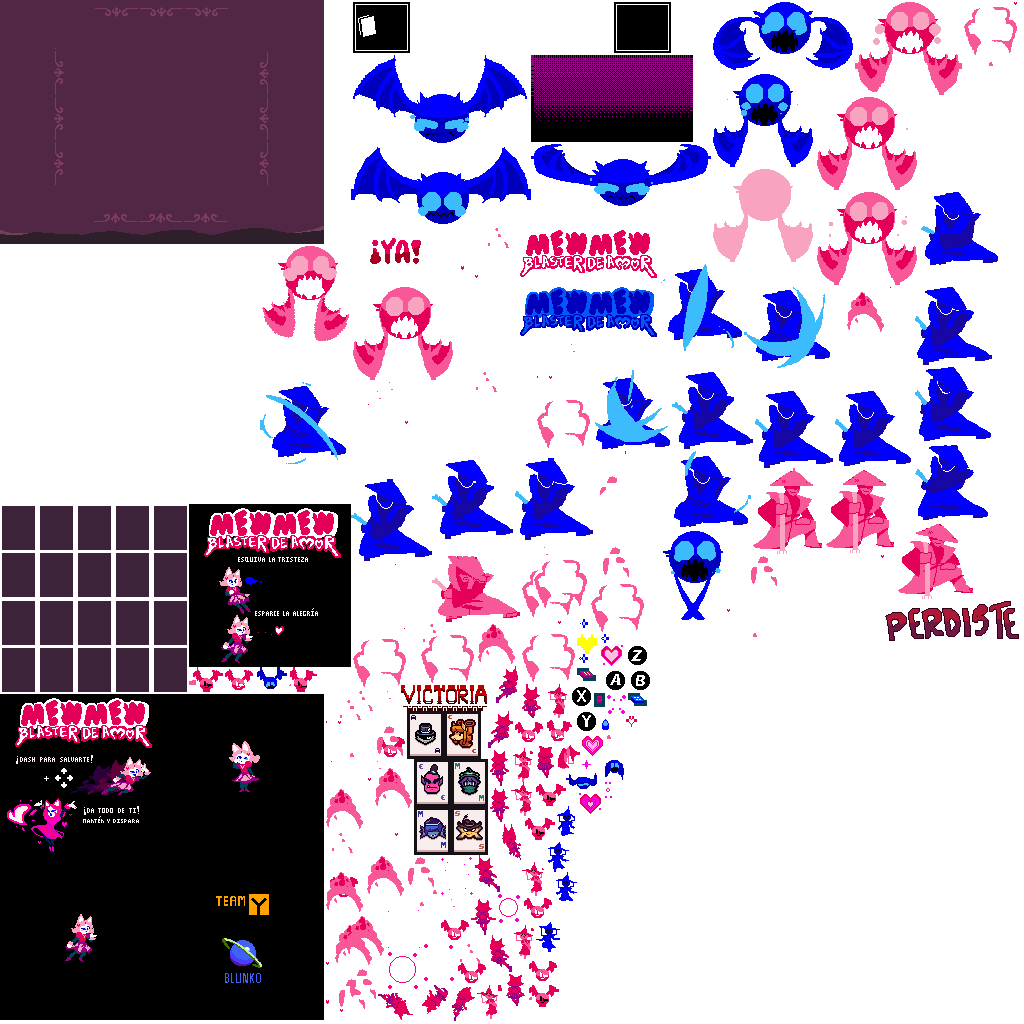 ¡YA!
MEWMEW
BLASTER DE AMOR
MEWMEW
BLASTER DE AMOR
MEWMEW
BLASTER DE AMOR
ESQUIVA LA TRISTEZA
ESPARCE LA ALEGRÍA
PERDISTE
Z
A B
X
Y
VICTORIA
A C
A C
E M
E M
M S
M S
MEWMEW
BLASTER DE AMOR
¡DASH PARA SALVARTE!
+
¡DA TODO DE TI!
MANTÉN Y DISPARA
TEAM Y
BLUNKO